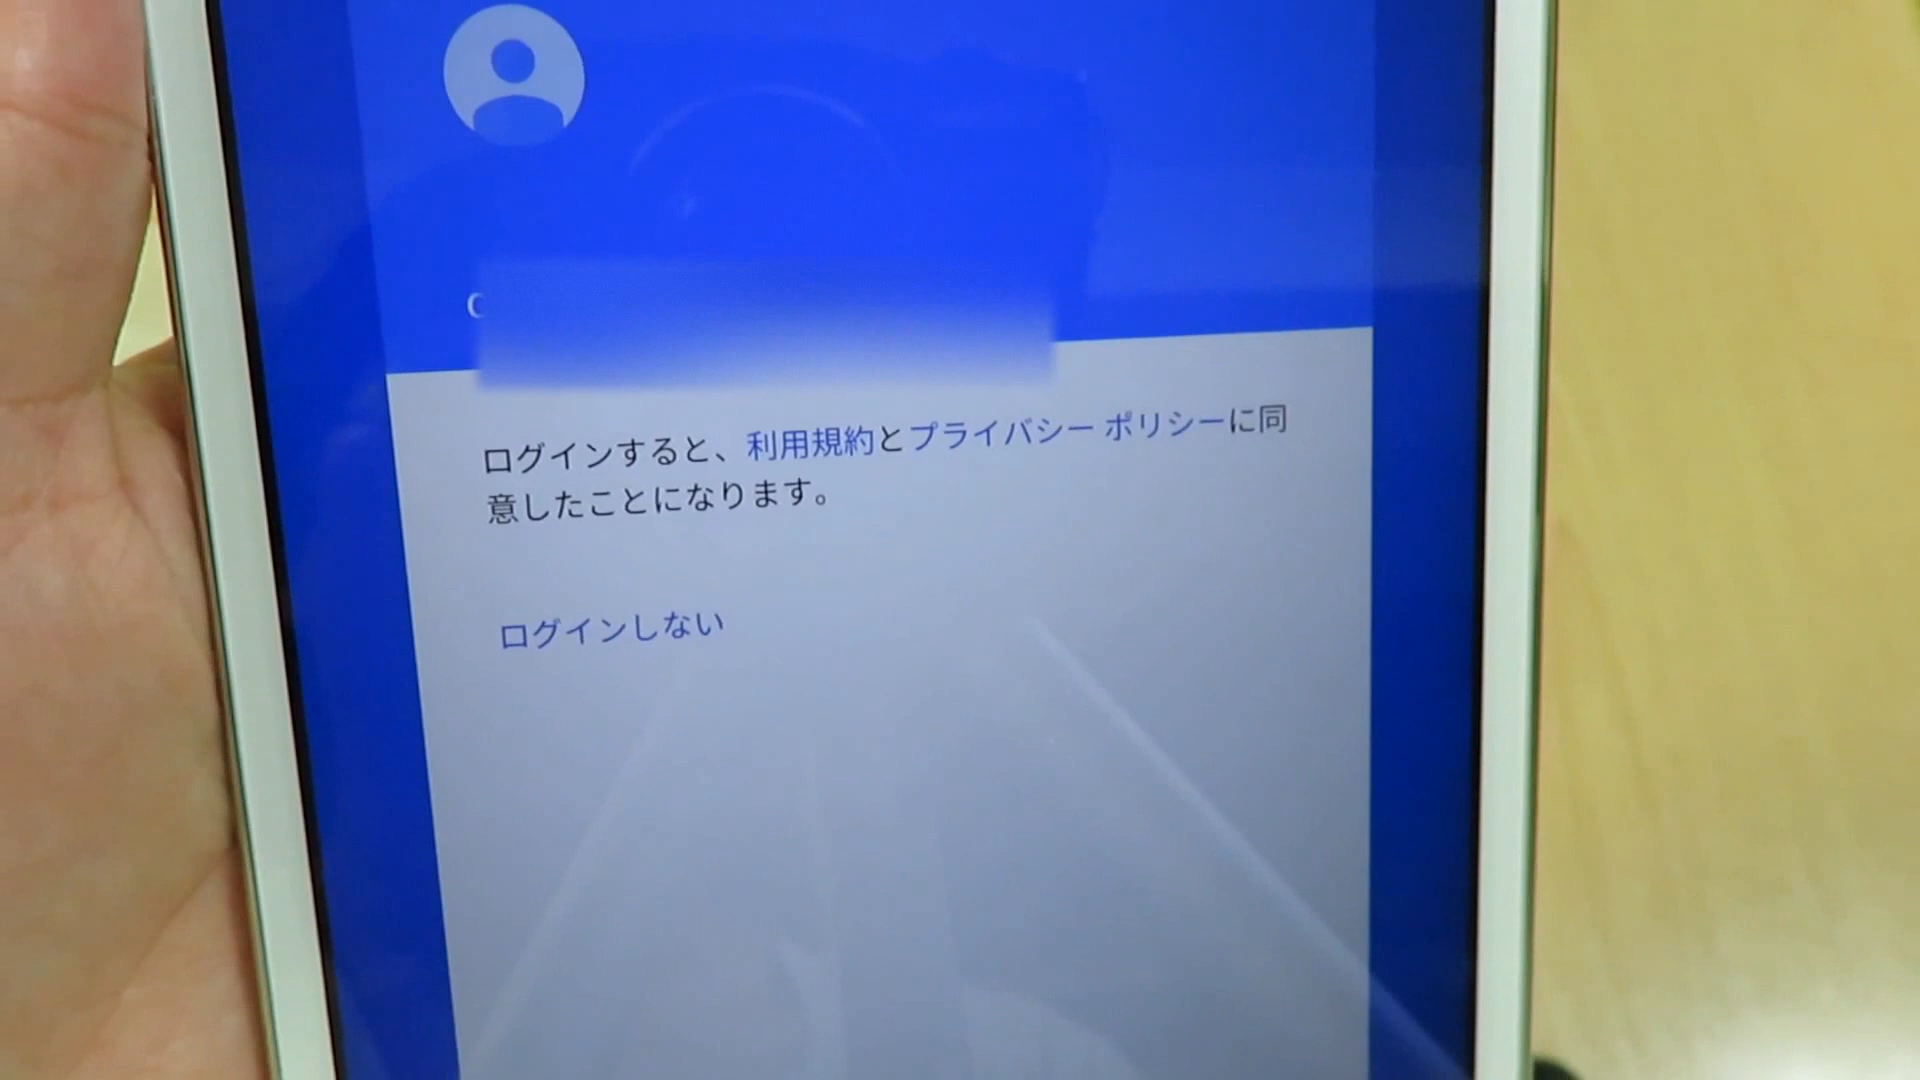 ログインすると、利用規約とプライバシー ポリシーに同
意したことになります。
ログインしない